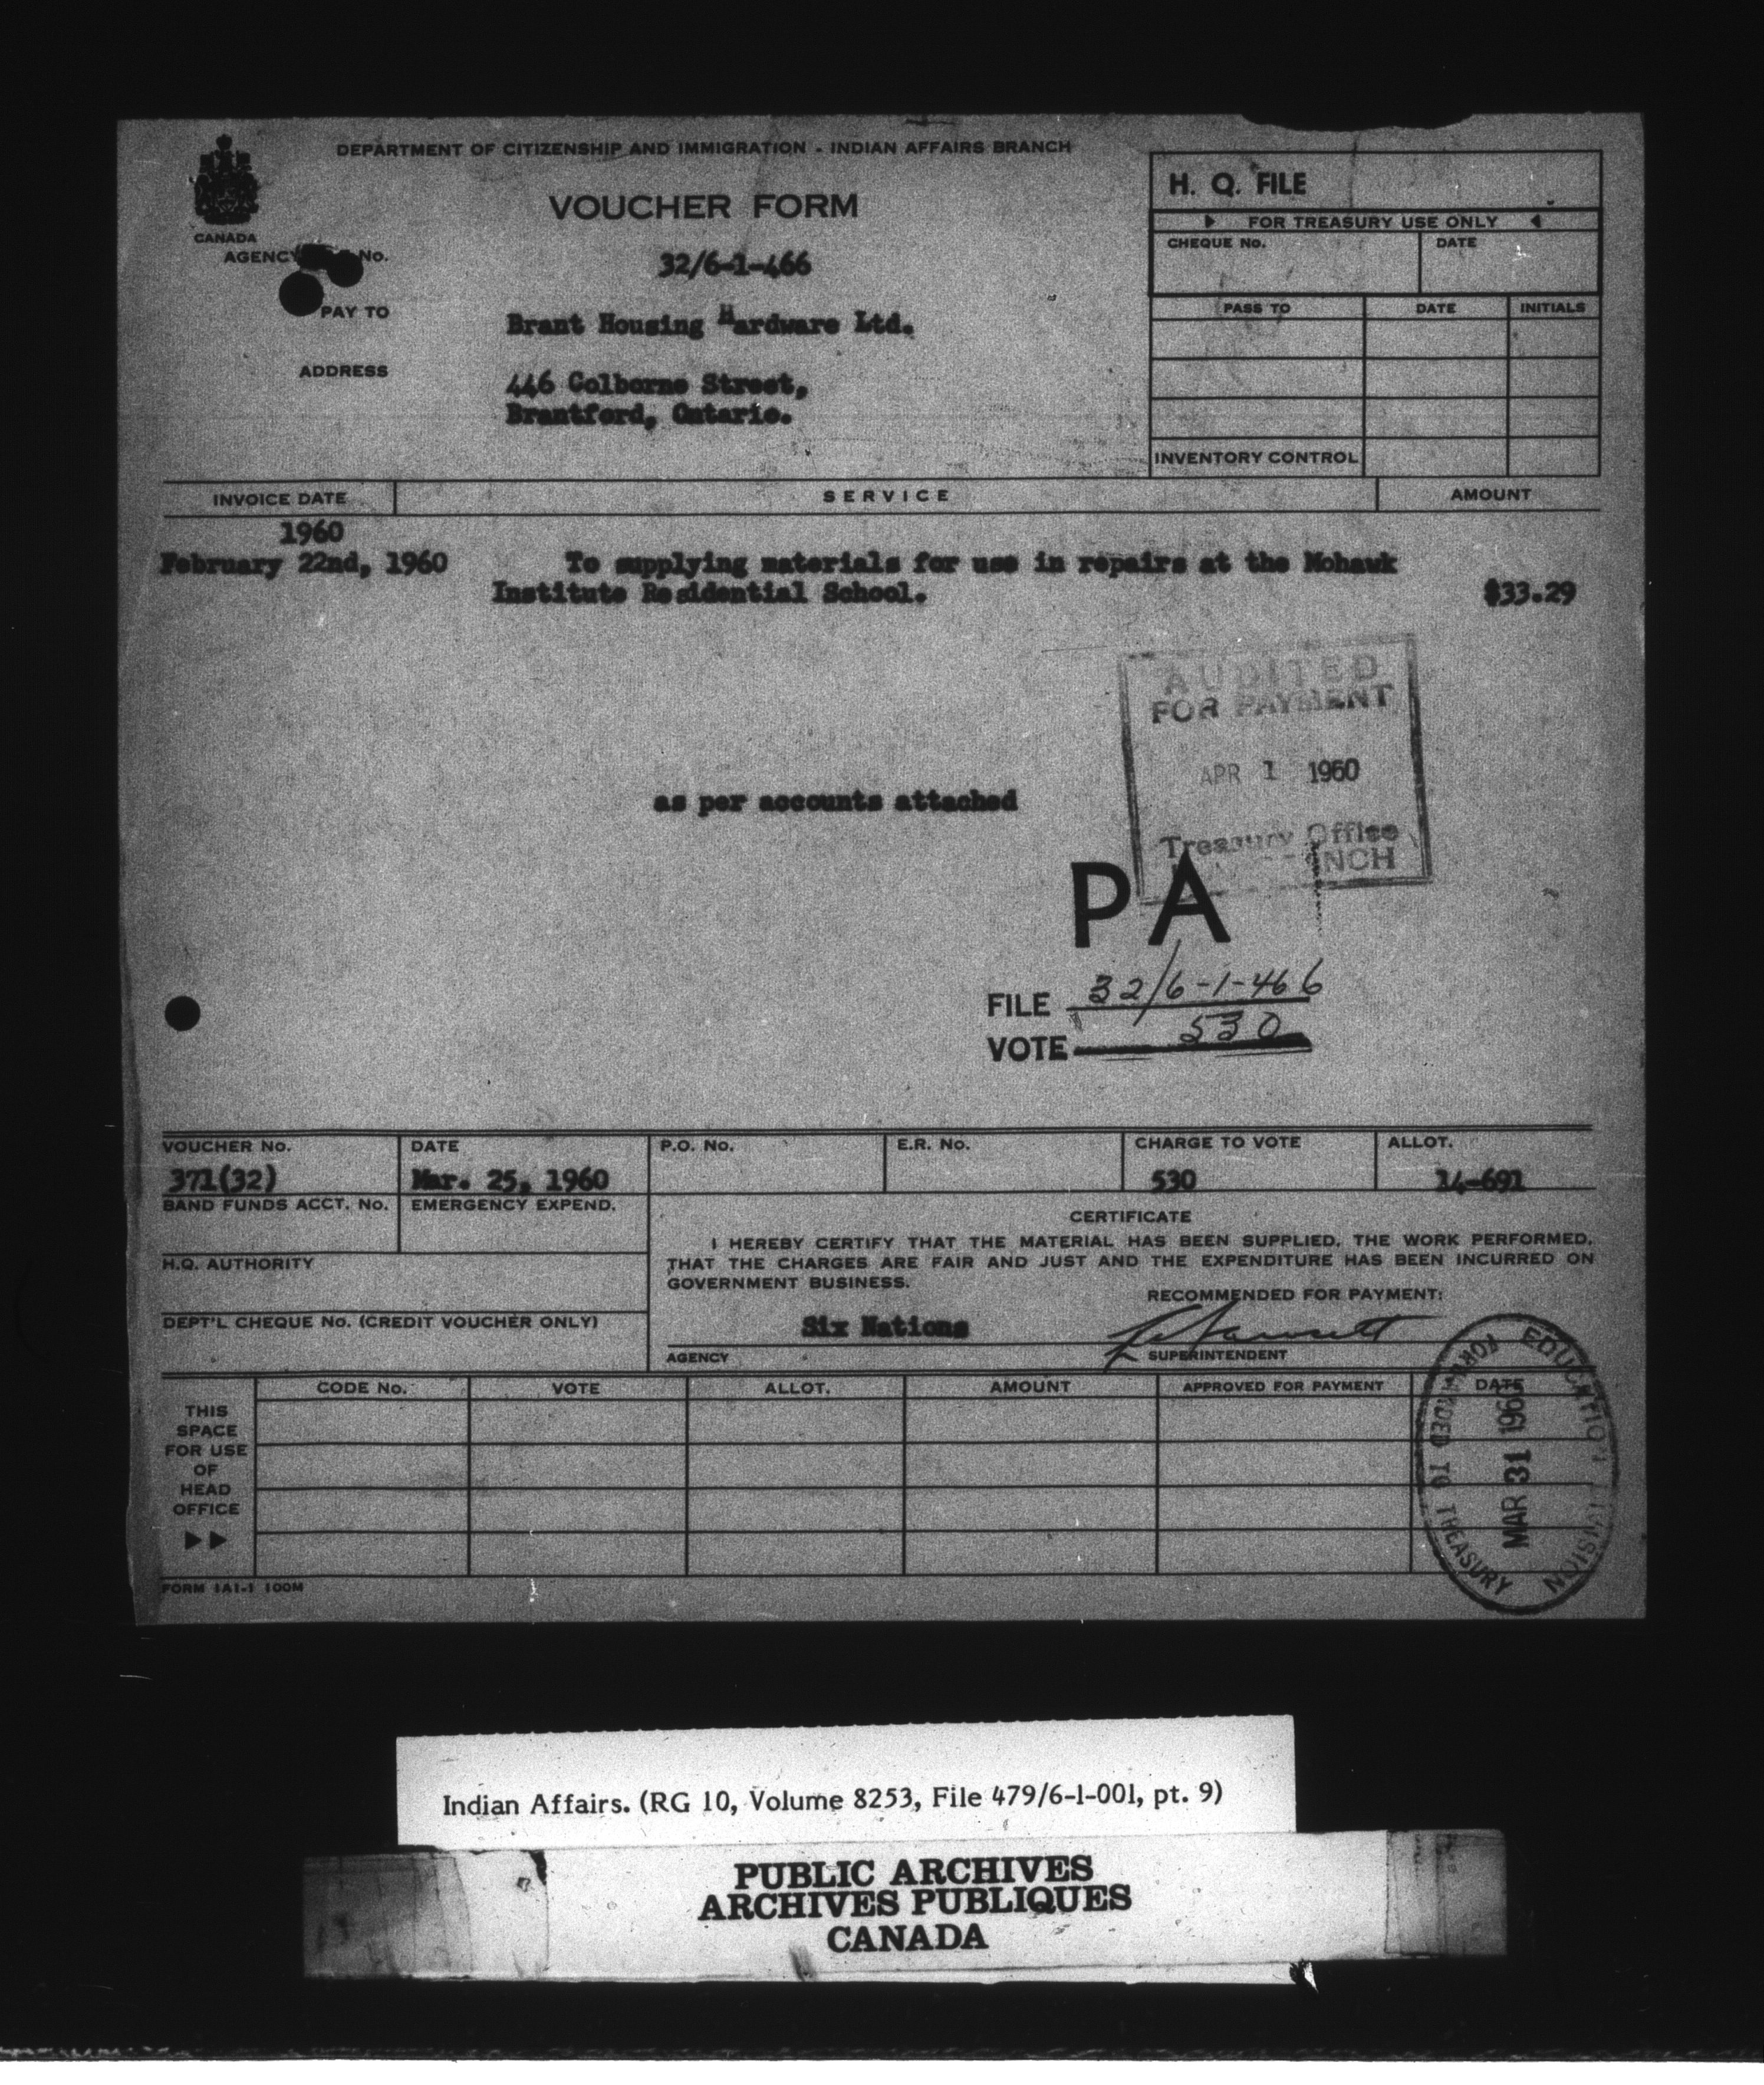 DEPARTMENT OF CITIZENSHIP AND IMMIGRATION - INDIAN AFFAIRS BRANCH
CANADA
VOUCHER FORM
H. Q. FILE
FOR TREASURY USE ONLY
CHEQUE No. DATE
AGENCY No. 32/6-1-466
PASS TO DATE INITIALS
PAY TO Brant Housing Hardware Ltd.
ADDRESS 446 Colborne Street,
Brantford, Ontario.
INVENTORY CONTROL
INVOICE DATE SERVICE AMOUNT
1960
February 22nd, 1960 To supplying materials for use in repairs at the Mohawk
Institute Residential School. $33.29
AUDITED
FOR PAYMENT
APR 1 1960
Treasury Office
as per accounts attached
PA
FILE 32/6-1-466
VOTE 530
VOUCHER No. DATE P.O. No. E.R. No. CHARGE TO VOTE ALLOT.
371(32) Mar. 25, 1960 530 14-691
BAND FUNDS ACCT. No. EMERGENCY EXPEND.
CERTIFICATE
I HEREBY CERTIFY THAT THE MATERIAL HAS BEEN SUPPLIED, THE WORK PERFORMED,
THAT THE CHARGES ARE FAIR AND JUST AND THE EXPENDITURE HAS BEEN INCURRED ON
GOVERNMENT BUSINESS.
H.Q. AUTHORITY
RECOMMENDED FOR PAYMENT:
DEPT'L CHEQUE No. (CREDIT VOUCHER ONLY)
Six Nations
AGENCY SUPERINTENDENT
CODE No. VOTE ALLOT. AMOUNT APPROVED FOR PAYMENT DATE
THIS
SPACE
FOR USE
OF
HEAD
OFFICE
EDUCATION DIVISION
MAR 31 1960
FORWARDED TO TREASURY
FORM IA1-1 100M
Indian Affairs. (RG 10, Volume 8253, File 479/6-1-001, pt. 9)
PUBLIC ARCHIVES
ARCHIVES PUBLIQUES
CANADA